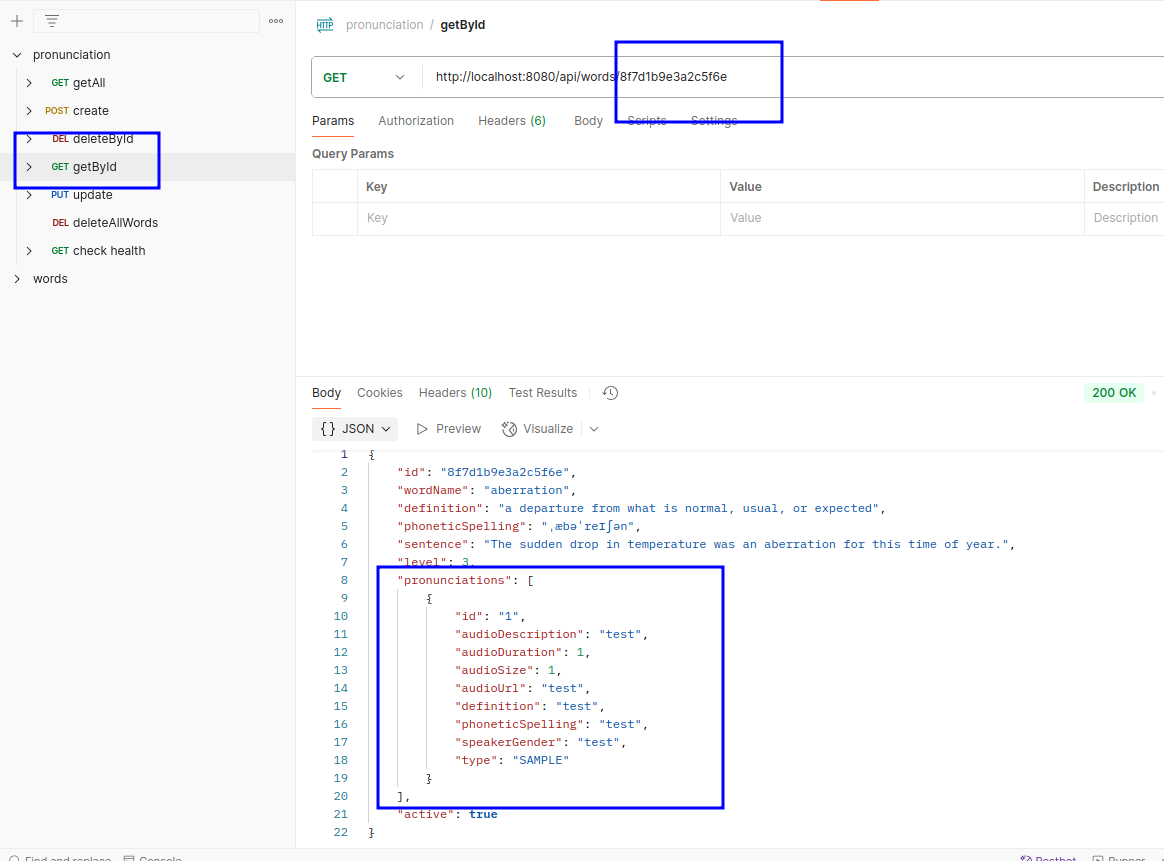 pronunciation / getById
pronunciation
GET getAll
POST create
DEL deleteById
GET getById
PUT update
DEL deleteAllWords
GET check health
words
GET http://localhost:8080/api/words/8f7d1b9e3a2c5f6e
Params Authorization Headers (6) Body Scripts Settings
Query Params
Key Value Description
Key Value Description
Body Cookies Headers (10) Test Results 200 OK
{} JSON Preview Visualize
1 {
2 "id": "8f7d1b9e3a2c5f6e",
3 "wordName": "aberration",
4 "definition": "a departure from what is normal, usual, or expected",
5 "phoneticSpelling": "ˌæbəˈreɪʃən",
6 "sentence": "The sudden drop in temperature was an aberration for this time of year.",
7 "level": 3,
8 "pronunciations": [
9 {
10 "id": "1",
11 "audioDescription": "test",
12 "audioDuration": 1,
13 "audioSize": 1,
14 "audioUrl": "test",
15 "definition": "test",
16 "phoneticSpelling": "test",
17 "speakerGender": "test",
18 "type": "SAMPLE"
19 }
20 ],
21 "active": true
22 }
Find and replace Console Postbot Runner